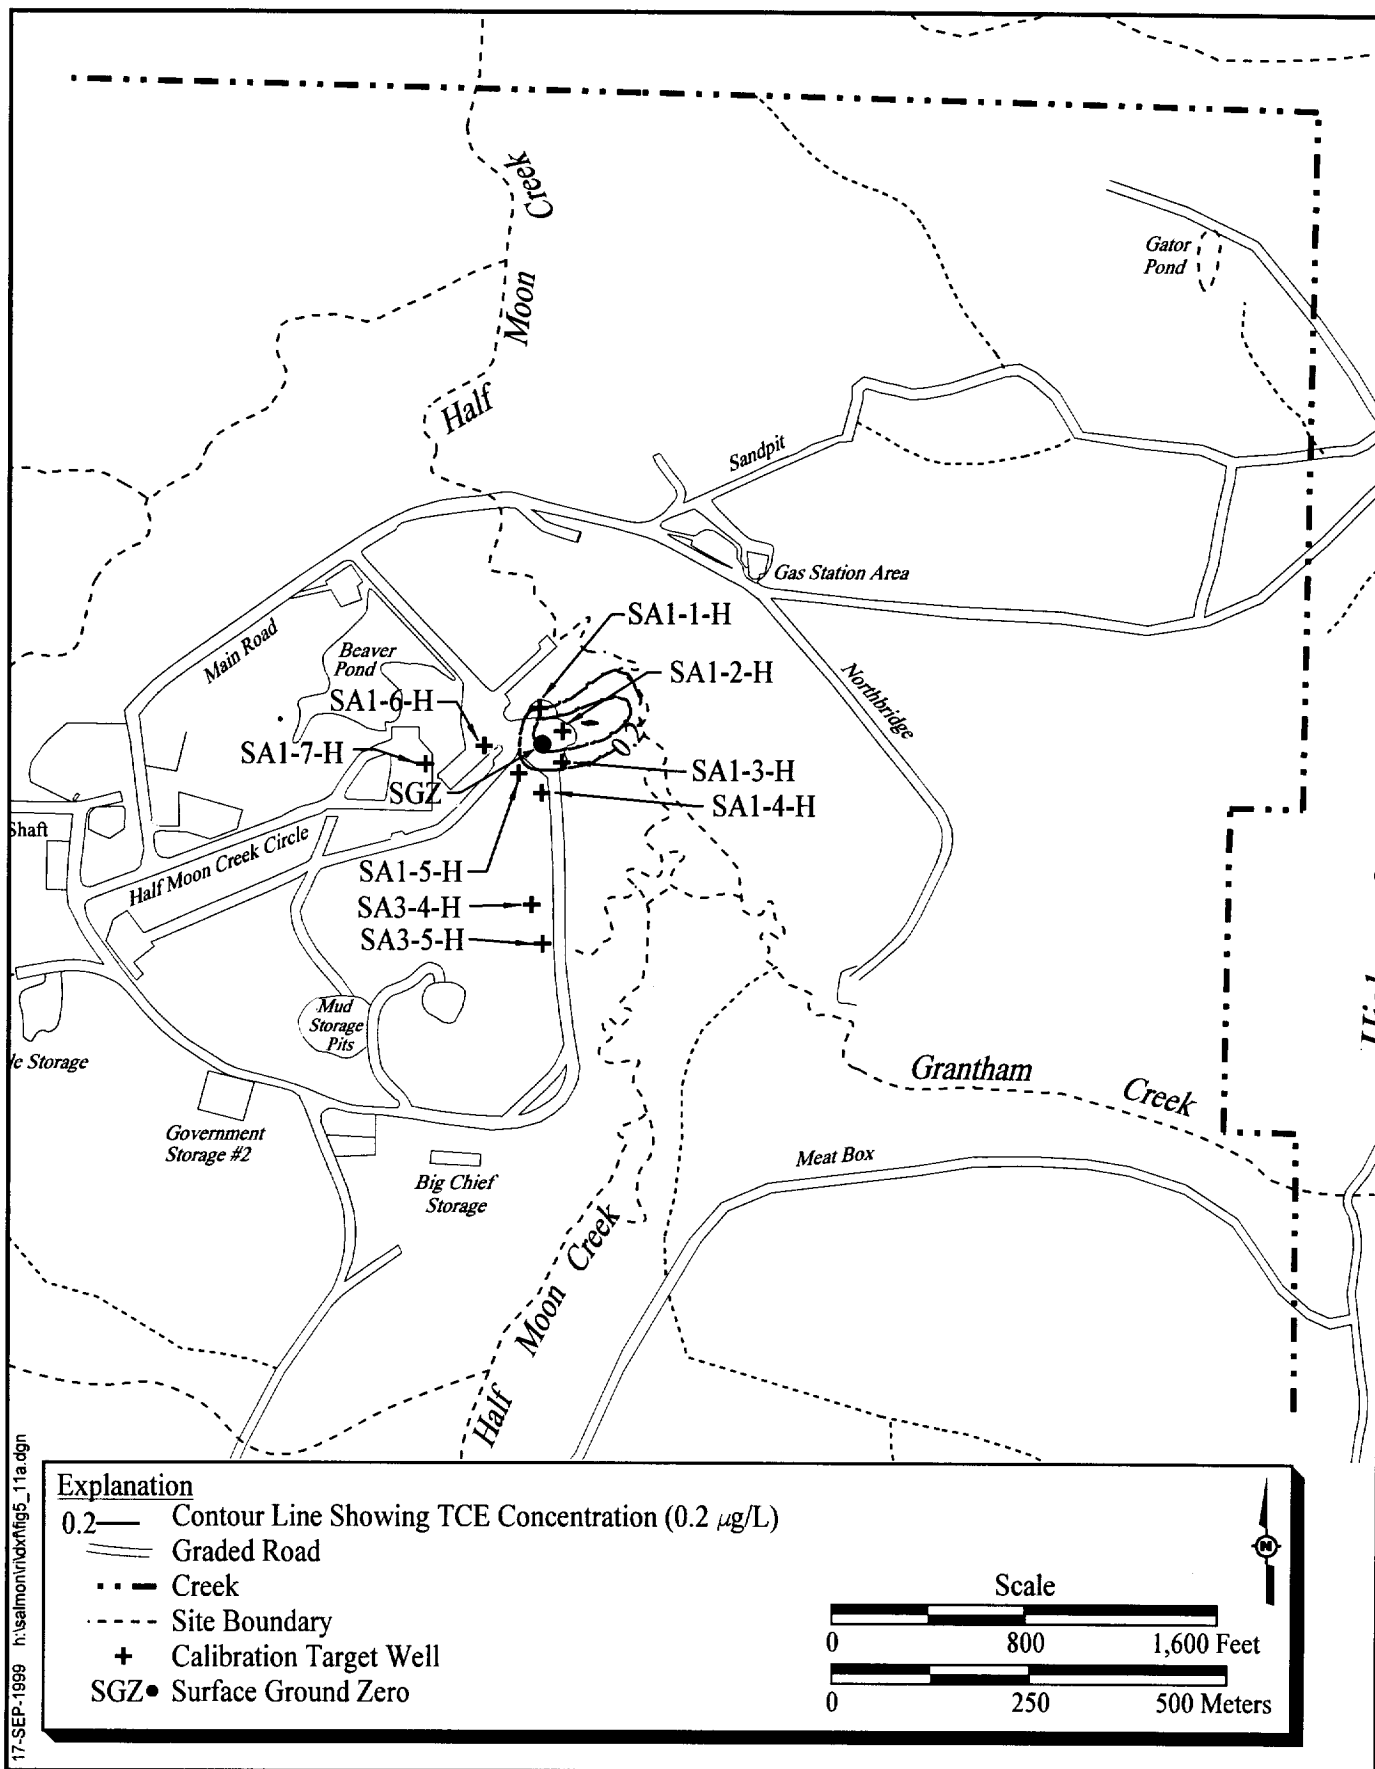 Creek
Moon
Half
Gator
Pond
Sandpit
Gas Station Area
SA1-1-H
Main Road
Beaver
Pond
SA1-2-H
SA1-6-H
Northbridge
0.2
SA1-7-H
SA1-3-H
SGZ
SA1-4-H
Shaft
Half Moon Creek Circle
SA1-5-H
SA3-4-H
SA3-5-H
Mud
Storage
Pits
le Storage
Grantham
Creek
Government
Storage #2
Meat Box
Big Chief
Storage
Half Moon Creek
17-SEP-1999 h:\salmon\ri\dxf\fig5_11a.dgn
Explanation
0.2 Contour Line Showing TCE Concentration (0.2 µg/L)
Graded Road
Creek
Site Boundary
Calibration Target Well
SGZ Surface Ground Zero
N
Scale
0 800 1,600 Feet
0 250 500 Meters